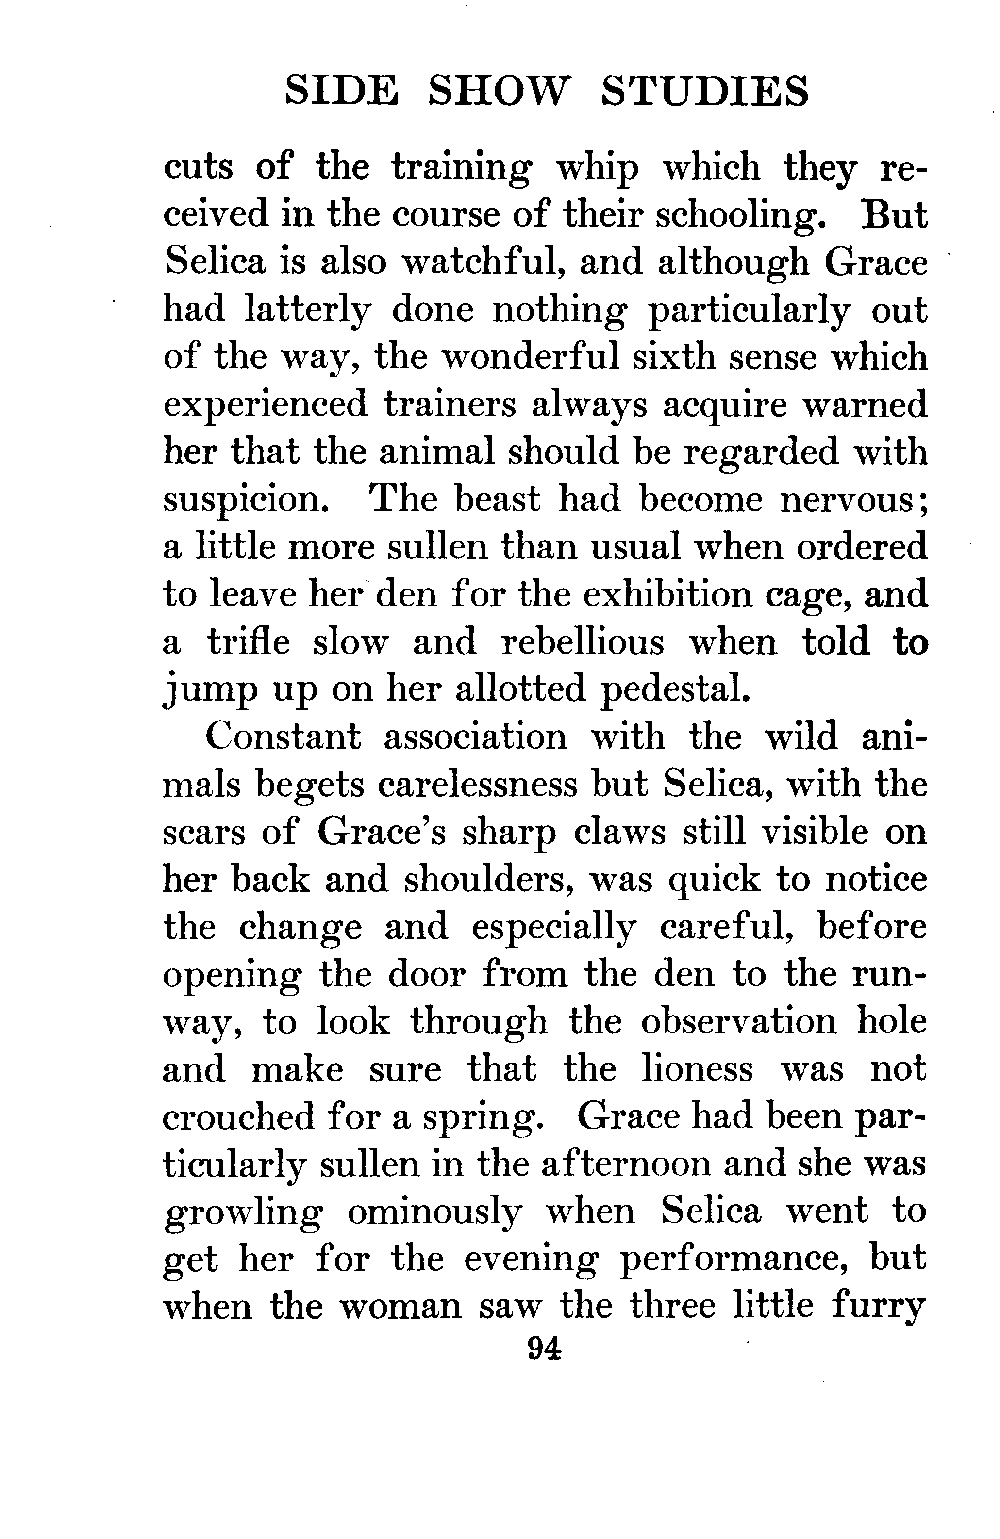 SIDE SHOW STUDIES
cuts of the training whip which they re-
ceived in the course of their schooling. But
Selica is also watchful, and although Grace
had latterly done nothing particularly out
of the way, the wonderful sixth sense which
experienced trainers always acquire warned
her that the animal should be regarded with
suspicion. The beast had become nervous;
a little more sullen than usual when ordered
to leave her den for the exhibition cage, and
a trifle slow and rebellious when told to
jump up on her allotted pedestal.
Constant association with the wild ani-
mals begets carelessness but Selica, with the
scars of Grace's sharp claws still visible on
her back and shoulders, was quick to notice
the change and especially careful, before
opening the door from the den to the run-
way, to look through the observation hole
and make sure that the lioness was not
crouched for a spring. Grace had been par-
ticularly sullen in the afternoon and she was
growling ominously when Selica went to
get her for the evening performance, but
when the woman saw the three little furry
94